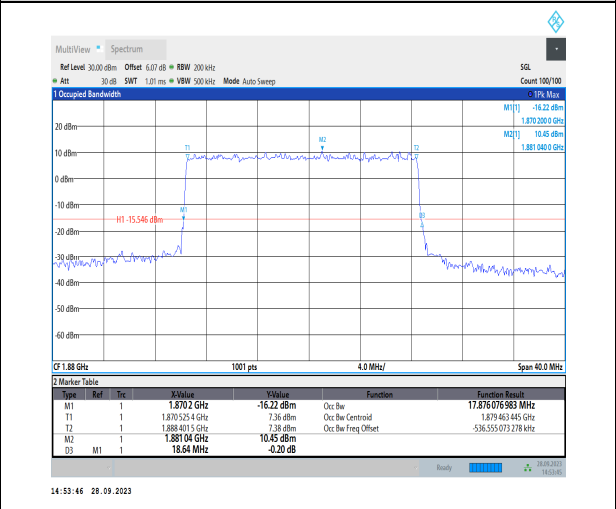 MultiView Spectrum
Ref Level 30.00 dBm Offset 6.07 dB RBW 200 kHz SGL
Att 30 dB SWT 1.01 ms VBW 500 kHz Mode Auto Sweep Count 100/100
1 Occupied Bandwidth 1Pk Max
M1[1] -16.22 dBm
1.870 200 0 GHz
M2[1] 10.45 dBm
1.881 040 0 GHz
20 dBm
10 dBm
0 dBm
-10 dBm
-20 dBm
-30 dBm
-40 dBm
-50 dBm
-60 dBm
T1
M2
T2
M1
D3
H1 -15.546 dBm
CF 1.88 GHz 1001 pts 4.0 MHz/ Span 40.0 MHz
2 Marker Table
Type Ref Trc X-Value Y-Value Function Function Result
M1 1 1.870 2 GHz -16.22 dBm Occ Bw 17.876 076 983 MHz
T1 1 1.870 525 4 GHz 7.36 dBm Occ Bw Centroid 1.879 463 445 GHz
T2 1 1.888 401 5 GHz 7.38 dBm Occ Bw Freq Offset -536.555 073 278 kHz
M2 1 1.881 04 GHz 10.45 dBm
D3 M1 1 18.64 MHz -0.20 dB
Ready 28.09.2023
14:53:45
14:53:46 28.09.2023